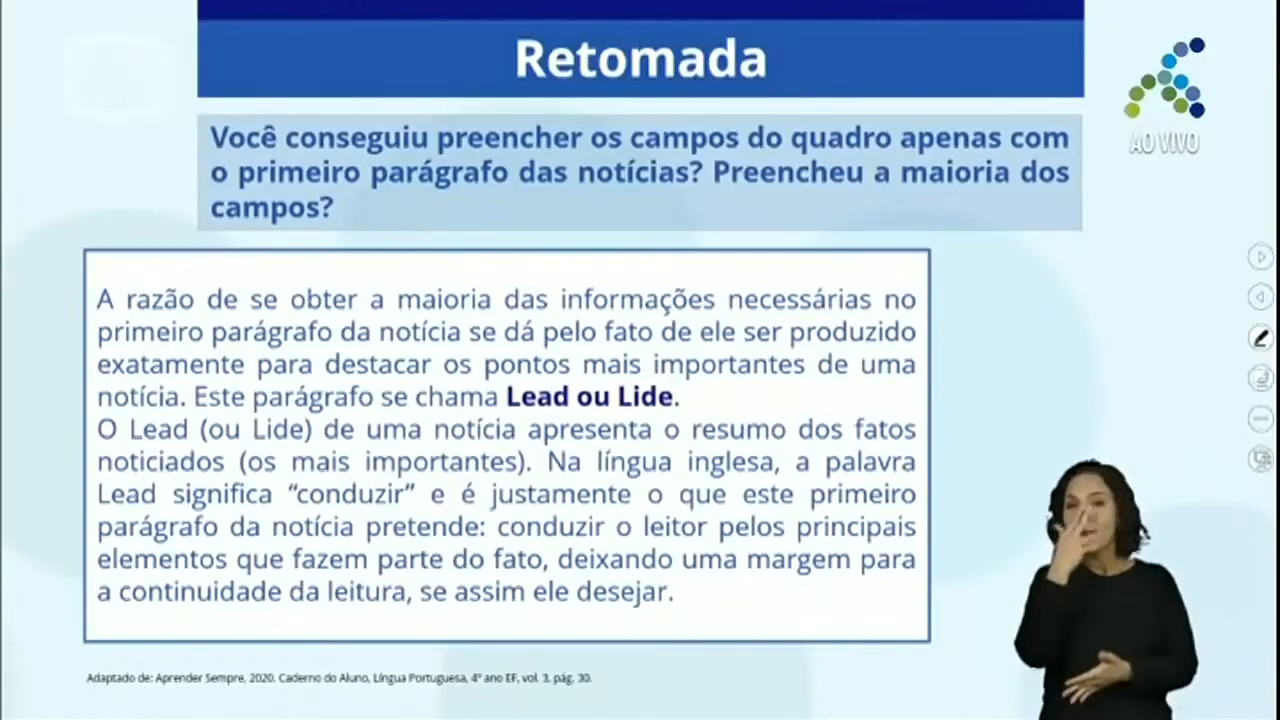 Retomada
AO VIVO
Você conseguiu preencher os campos do quadro apenas com
o primeiro parágrafo das notícias? Preencheu a maioria dos
campos?
A razão de se obter a maioria das informações necessárias no
primeiro parágrafo da notícia se dá pelo fato de ele ser produzido
exatamente para destacar os pontos mais importantes de uma
notícia. Este parágrafo se chama Lead ou Lide.
O Lead (ou Lide) de uma notícia apresenta o resumo dos fatos
noticiados (os mais importantes). Na língua inglesa, a palavra
Lead significa “conduzir” e é justamente o que este primeiro
parágrafo da notícia pretende: conduzir o leitor pelos principais
elementos que fazem parte do fato, deixando uma margem para
a continuidade da leitura, se assim ele desejar.
Adaptado de: Aprender Sempre, 2020. Caderno do Aluno, Língua Portuguesa, 4º ano EF, vol. 3, pág. 30.